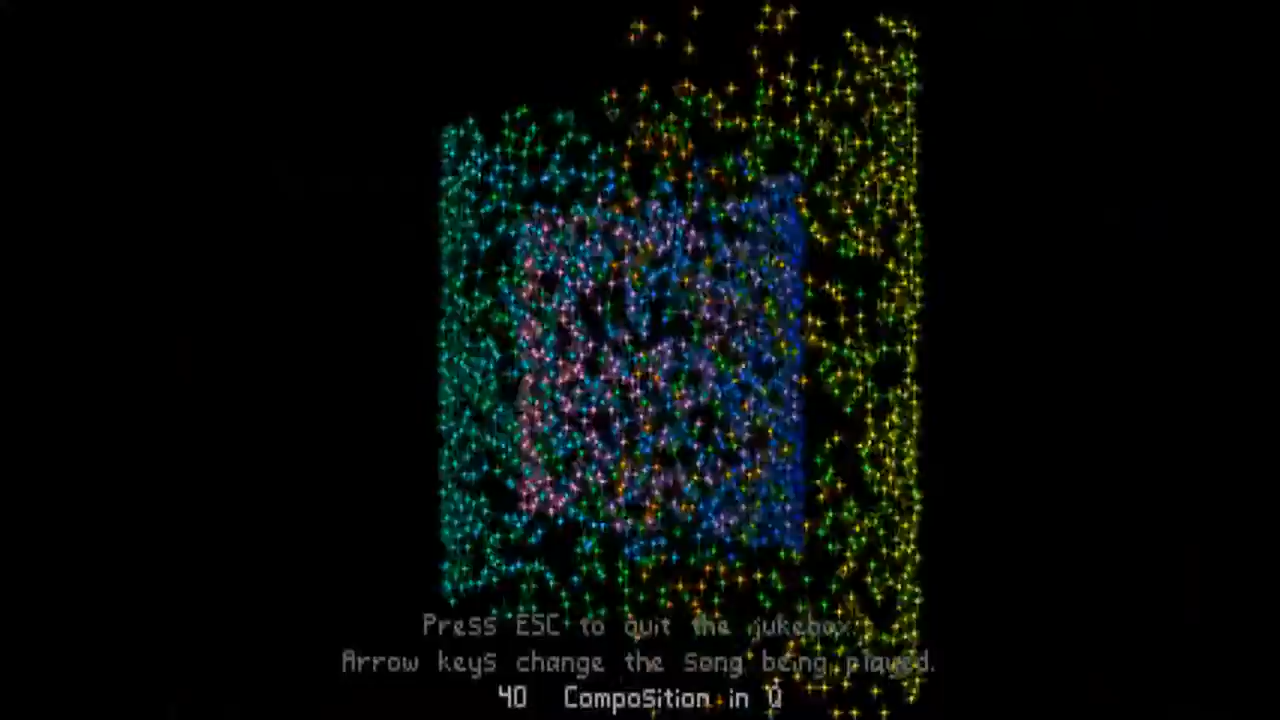 Press ESC to quit the jukebox.
Arrow keys change the song being played.
40 Composition in Q